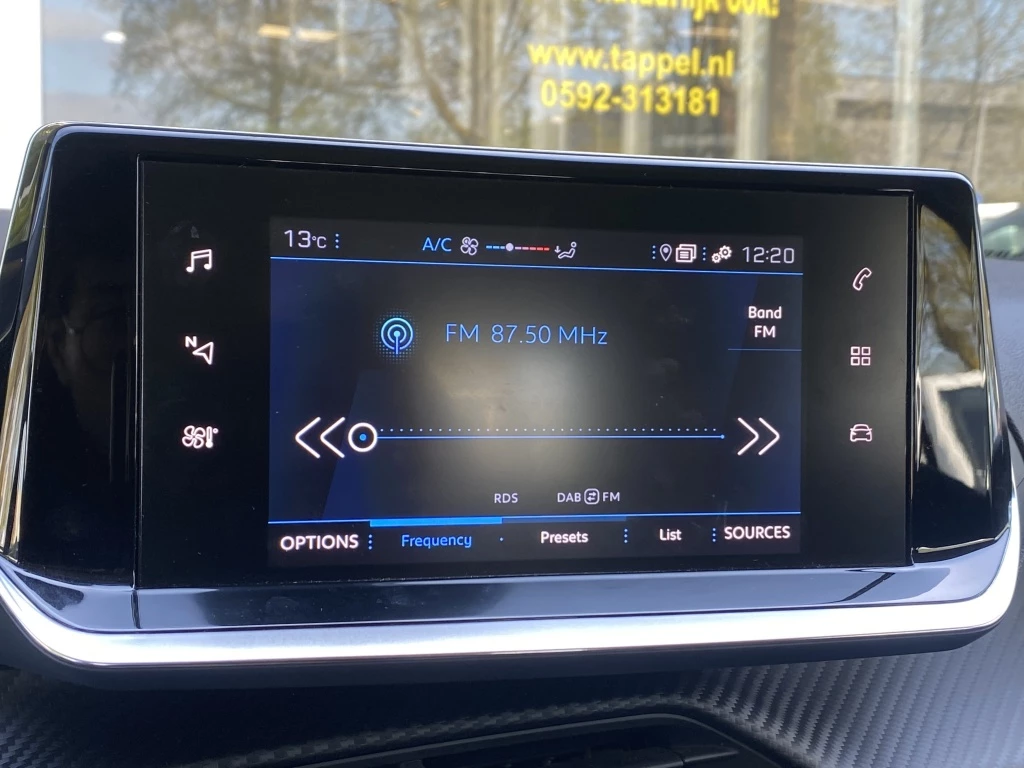 www.tappel.nl
0592-313181
13°C A/C 12:20
N
Band
FM
FM 87.50 MHz
RDS DAB FM
OPTIONS Frequency Presets List SOURCES